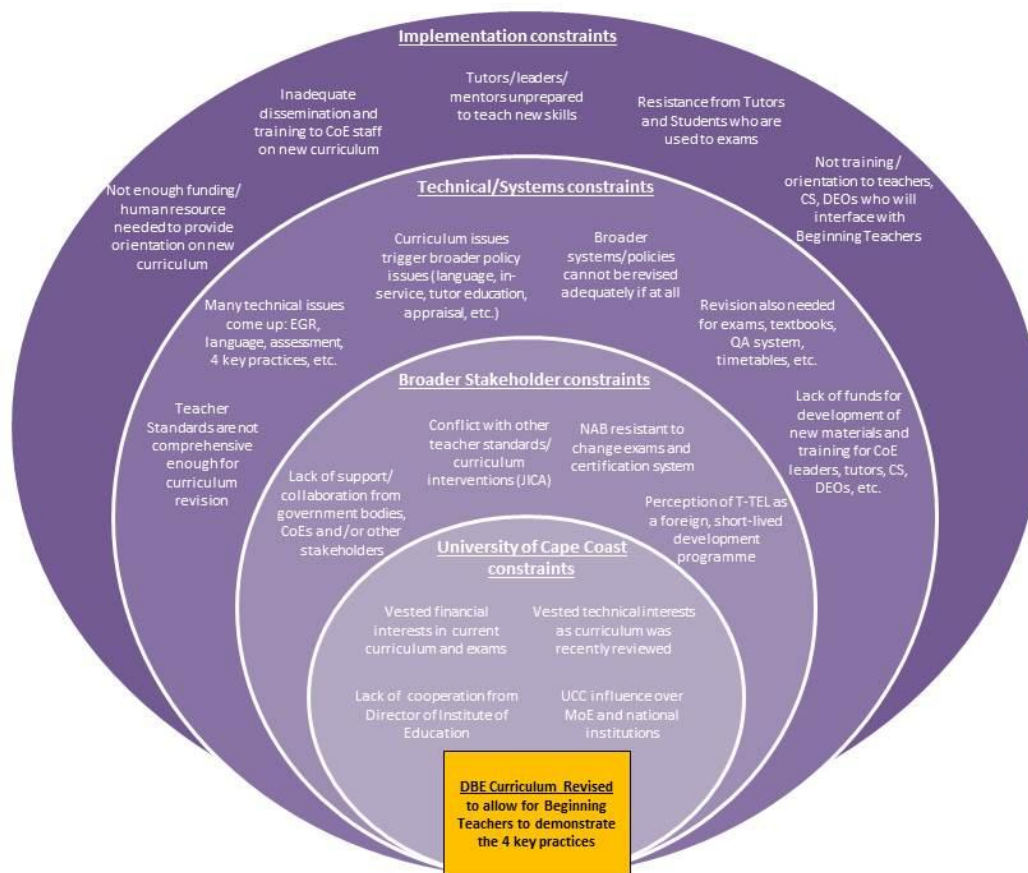 Implementation constraints
Inadequate
dissemination and
training to CoE staff
on new curriculum
Tutors/leaders/
mentors unprepared
to teach new skills
Resistance from Tutors
and Students who are
used to exams
Not enough funding/
human resource
needed to provide
orientation on new
curriculum
Not training/
orientation to teachers,
CS, DEOs who will
interface with
Beginning Teachers
Technical/Systems constraints
Many technical issues
come up: EGR,
language, assessment,
4 key practices, etc.
Curriculum issues
trigger broader policy
issues (language, in-
service, tutor education,
appraisal, etc.)
Broader
systems/policies
cannot be revised
adequately if at all
Revision also needed
for exams, textbooks,
QA system,
timetables, etc.
Teacher
Standards are not
comprehensive
enough for
curriculum
revision
Lack of funds for
development of
new materials and
training for CoE
leaders, tutors, CS,
DEOs, etc.
Broader Stakeholder constraints
Lack of support/
collaboration from
government bodies,
CoEs and/or other
stakeholders
Conflict with other
teacher standards/
curriculum
interventions (JICA)
NAB resistant to
change exams and
certification system
Perception of T-TEL as
a foreign, short-lived
development
programme
University of Cape Coast
constraints
Vested financial
interests in current
curriculum and exams
Vested technical interests
as curriculum was
recently reviewed
Lack of cooperation from
Director of Institute of
Education
UCC influence over
MoE and national
institutions
DBE Curriculum Revised
to allow for Beginning
Teachers to demonstrate
the 4 key practices